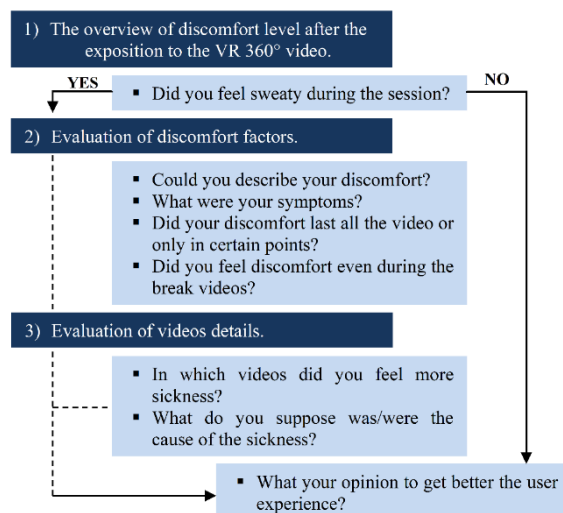 1) The overview of discomfort level after the
exposition to the VR 360° video.
YES
NO
▪ Did you feel sweaty during the session?
2) Evaluation of discomfort factors.
▪ Could you describe your discomfort?
▪ What were your symptoms?
▪ Did your discomfort last all the video or
only in certain points?
▪ Did you feel discomfort even during the
break videos?
3) Evaluation of videos details.
▪ In which videos did you feel more
sickness?
▪ What do you suppose was/were the
cause of the sickness?
▪ What your opinion to get better the user
experience?